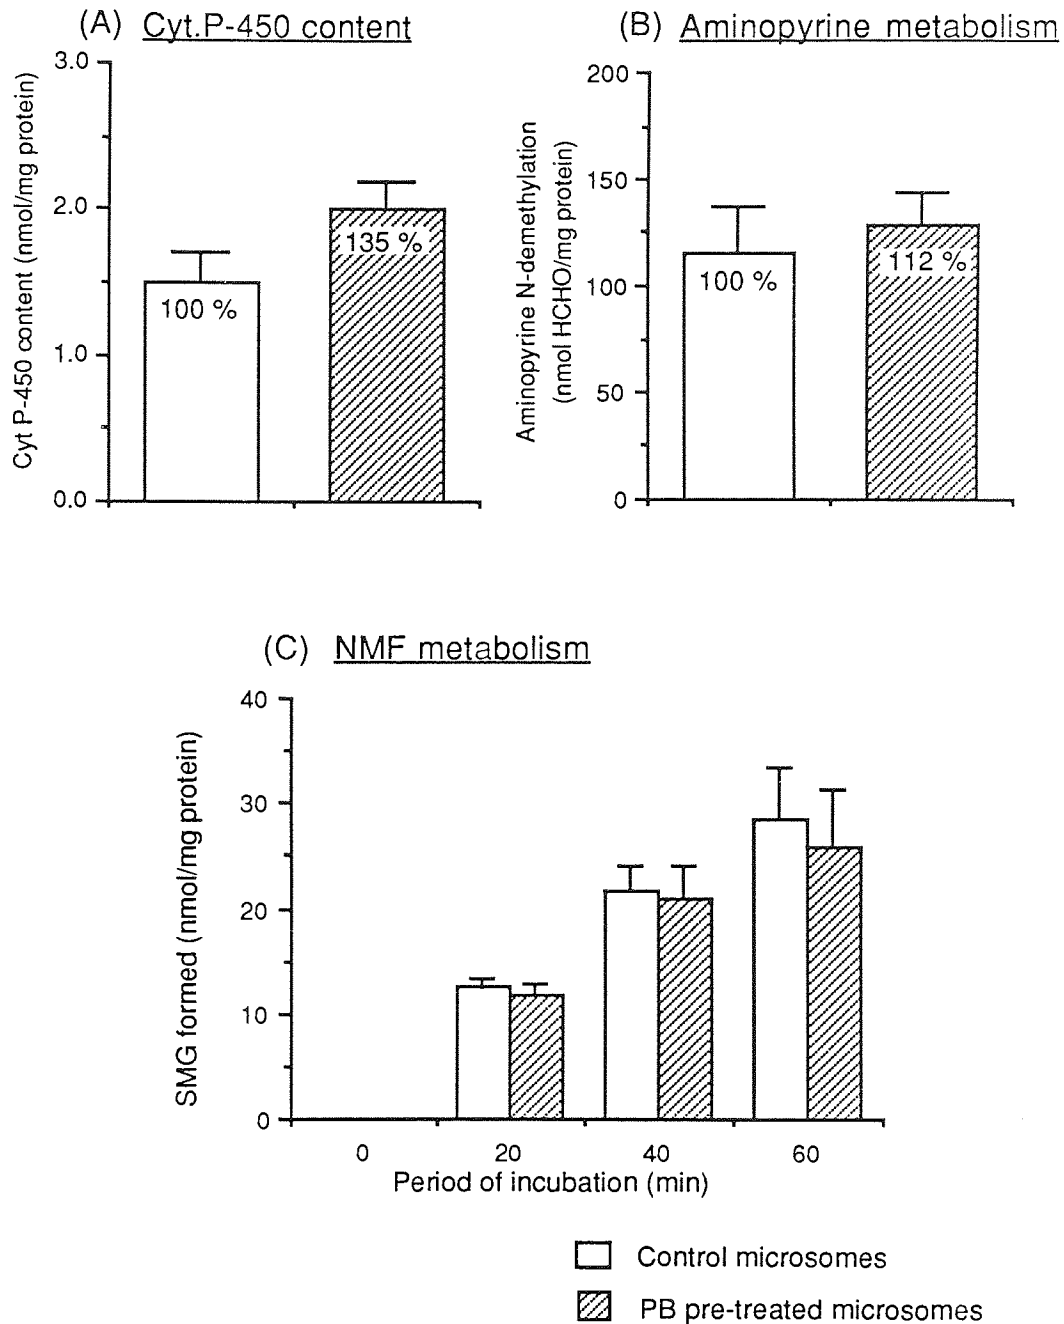 (A) Cyt.P-450 content
Cyt P-450 content (nmol/mg protein)
3.0
2.0
1.0
0.0
100 %
135 %
(B) Aminopyrine metabolism
Aminopyrine N-demethylation
(nmol HCHO/mg protein)
200
150
100
50
0
100 %
112 %
(C) NMF metabolism
SMG formed (nmol/mg protein)
40
30
20
10
0
0 20 40 60
Period of incubation (min)
Control microsomes
PB pre-treated microsomes